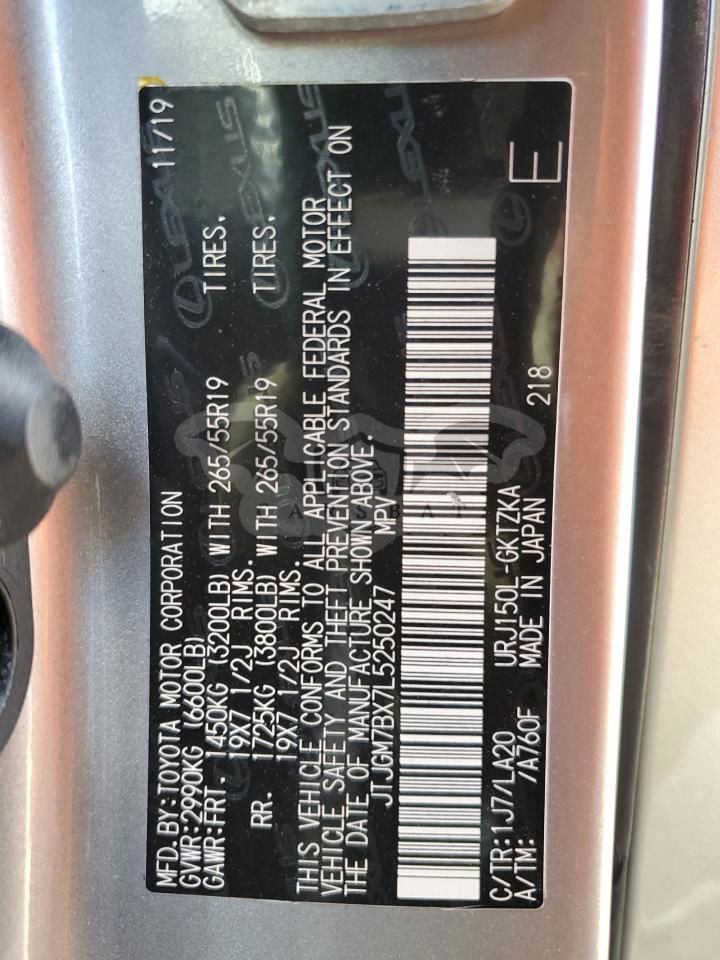 MFD.BY:TOYOTA MOTOR CORPORATION 11/19
GVWR:2990KG (6600LB)
GAWR:FRT. 1450KG (3200LB) WITH 265/55R19 TIRES,
19X7 1/2J RIMS.
RR. 1725KG (3800LB) WITH 265/55R19 TIRES,
19X7 1/2J RIMS.
THIS VEHICLE CONFORMS TO ALL APPLICABLE FEDERAL MOTOR
VEHICLE SAFETY AND THEFT PREVENTION STANDARDS IN EFFECT ON
THE DATE OF MANUFACTURE SHOWN ABOVE.
JTJGM7BX7L5250247 MPV
C/TR:1J7/LA20 URJ150L-GKTZKA E
A/TM: /A760F MADE IN JAPAN 218
LEXUS